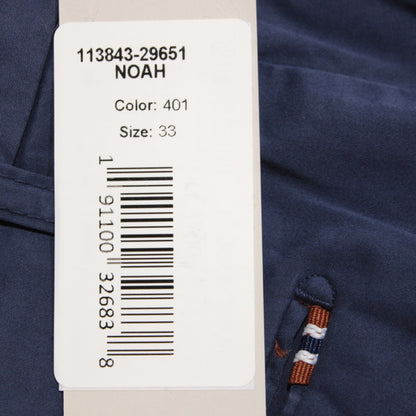 113843-29651
NOAH
Color: 401
Size: 33
1 91100 32683 8